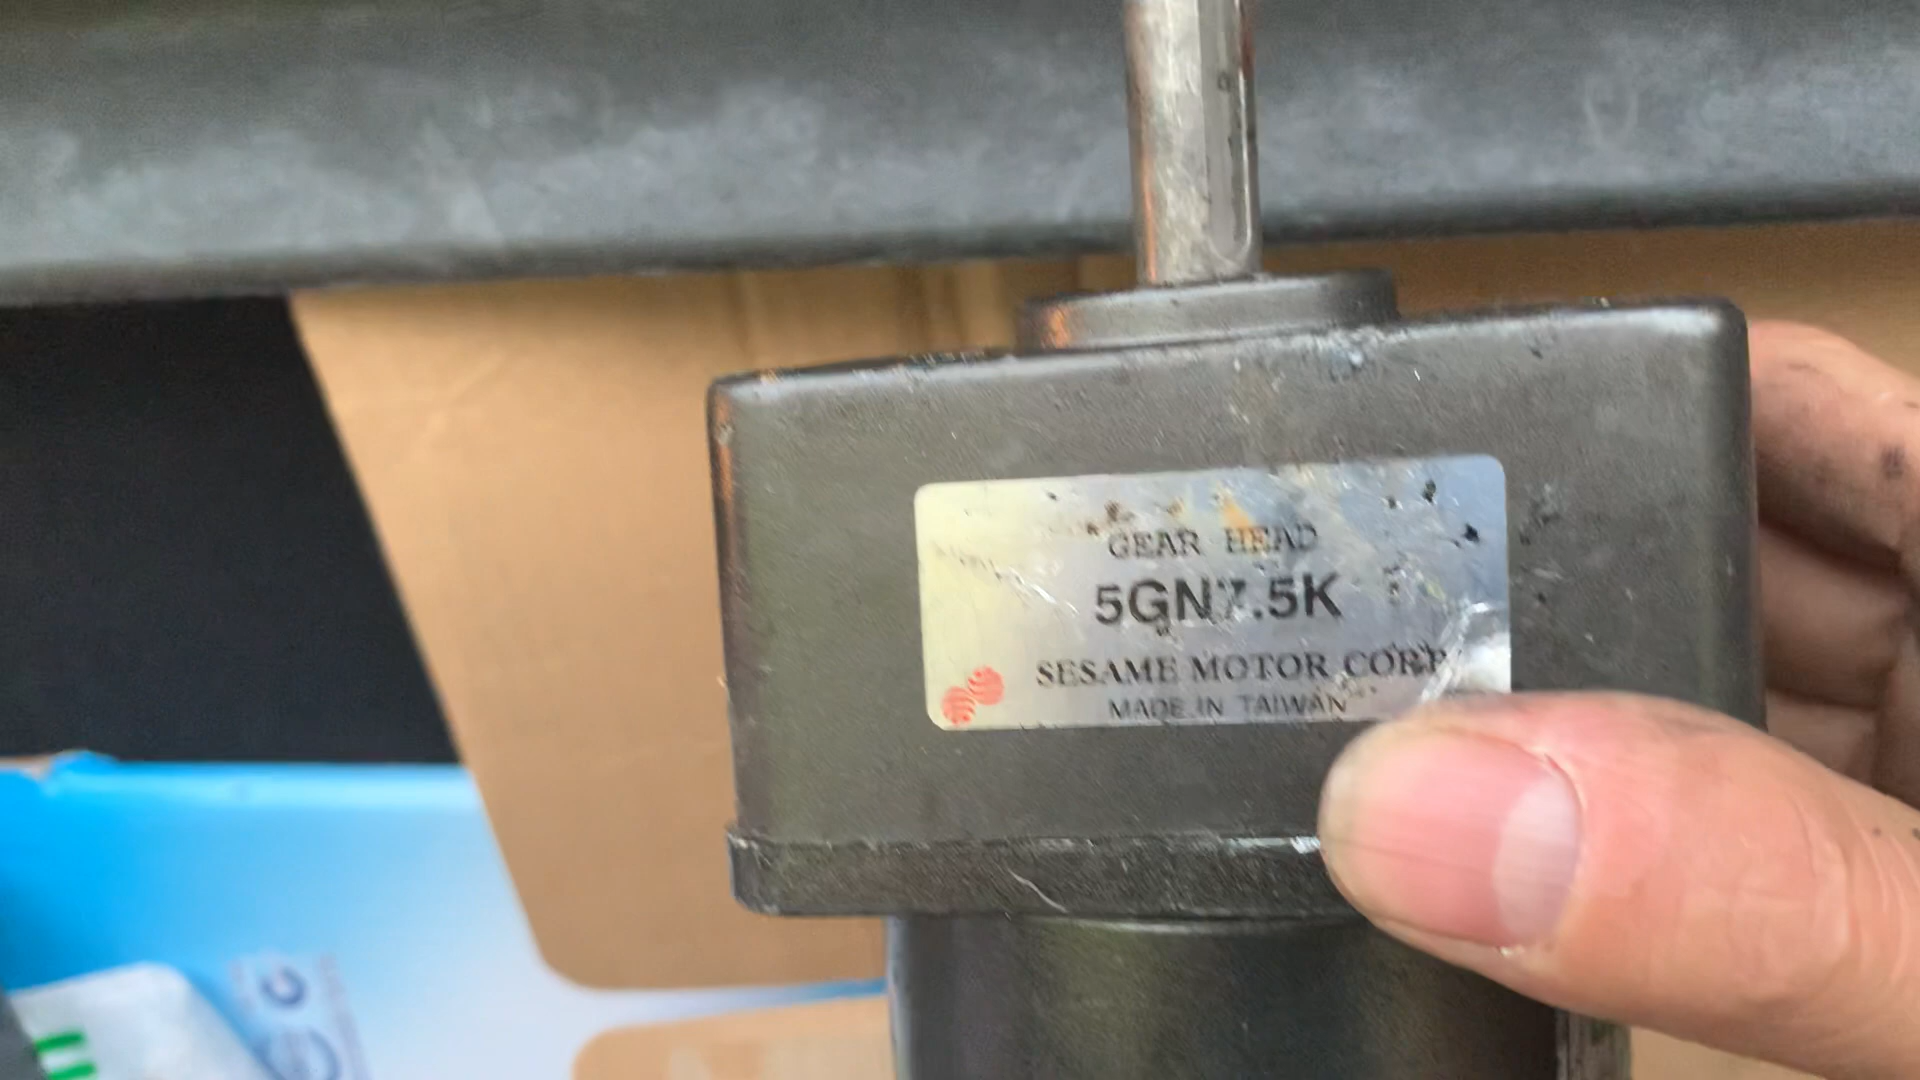 GEAR HEAD
5GN7.5K
SESAME MOTOR CORP
MADE IN TAIWAN
C